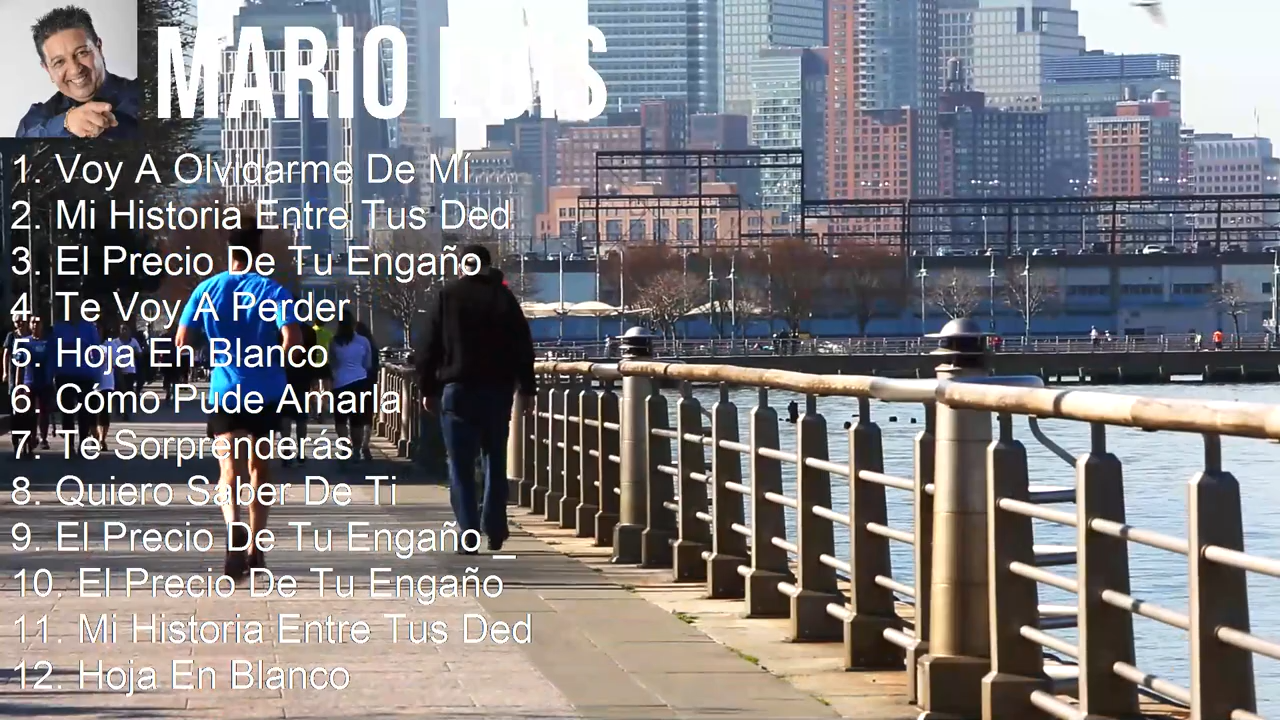 MARIO LUIS
1. Voy A Olvidarme De Mí
2. Mi Historia Entre Tus Ded
3. El Precio De Tu Engaño
4. Te Voy A Perder
5. Hoja En Blanco
6. Cómo Pude Amarla
7. Te Sorprenderás
8. Quiero Saber De Ti
9. El Precio De Tu Engaño _
10. El Precio De Tu Engaño
11. Mi Historia Entre Tus Ded
12. Hoja En Blanco